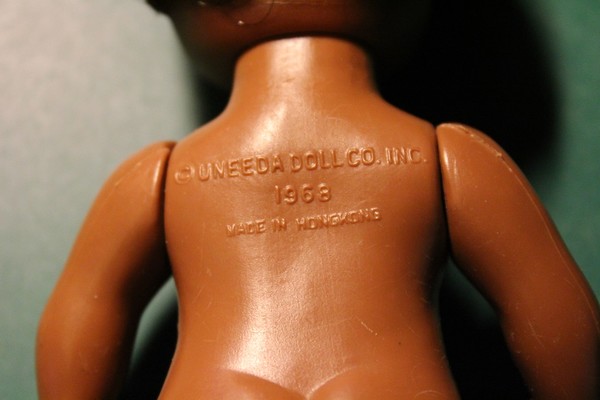 © UNEEDA DOLL CO. INC.
1968
MADE IN HONGKONG